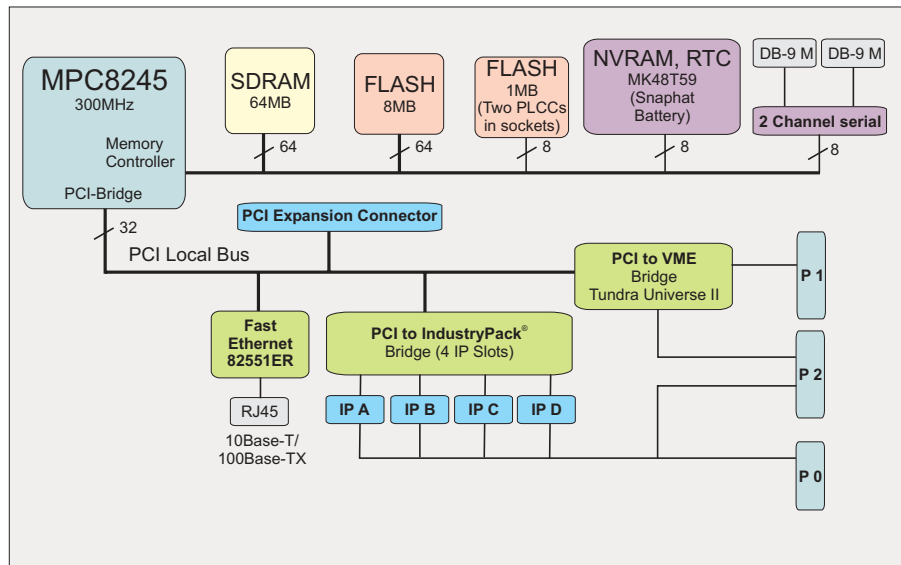 MPC8245
300MHz
Memory
Controller
PCI-Bridge
SDRAM
64MB
FLASH
8MB
FLASH
1MB
(Two PLCCs
in sockets)
NVRAM, RTC
MK48T59
(Snaphat
Battery)
DB-9 M
DB-9 M
2 Channel serial
64
64
8
8
8
32
PCI Local Bus
PCI Expansion Connector
PCI to VME
Bridge
Tundra Universe II
P 1
Fast
Ethernet
82551ER
PCI to IndustryPack®
Bridge (4 IP Slots)
P 2
RJ45
IP A
IP B
IP C
IP D
10Base-T/
100Base-TX
P 0